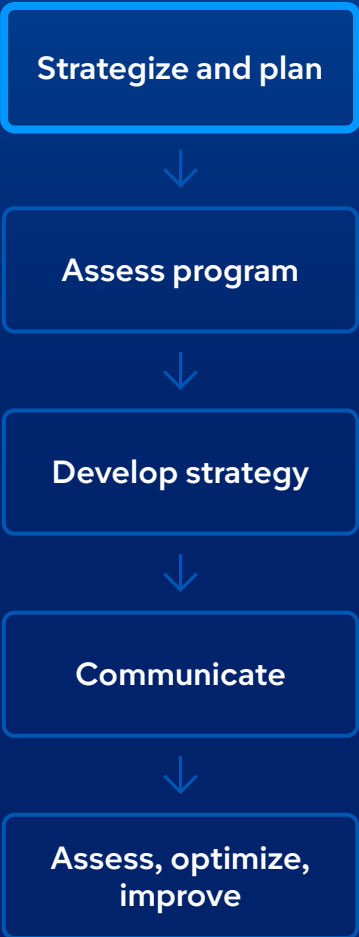 Strategize and plan
Assess program
Develop strategy
Communicate
Assess, optimize,
improve